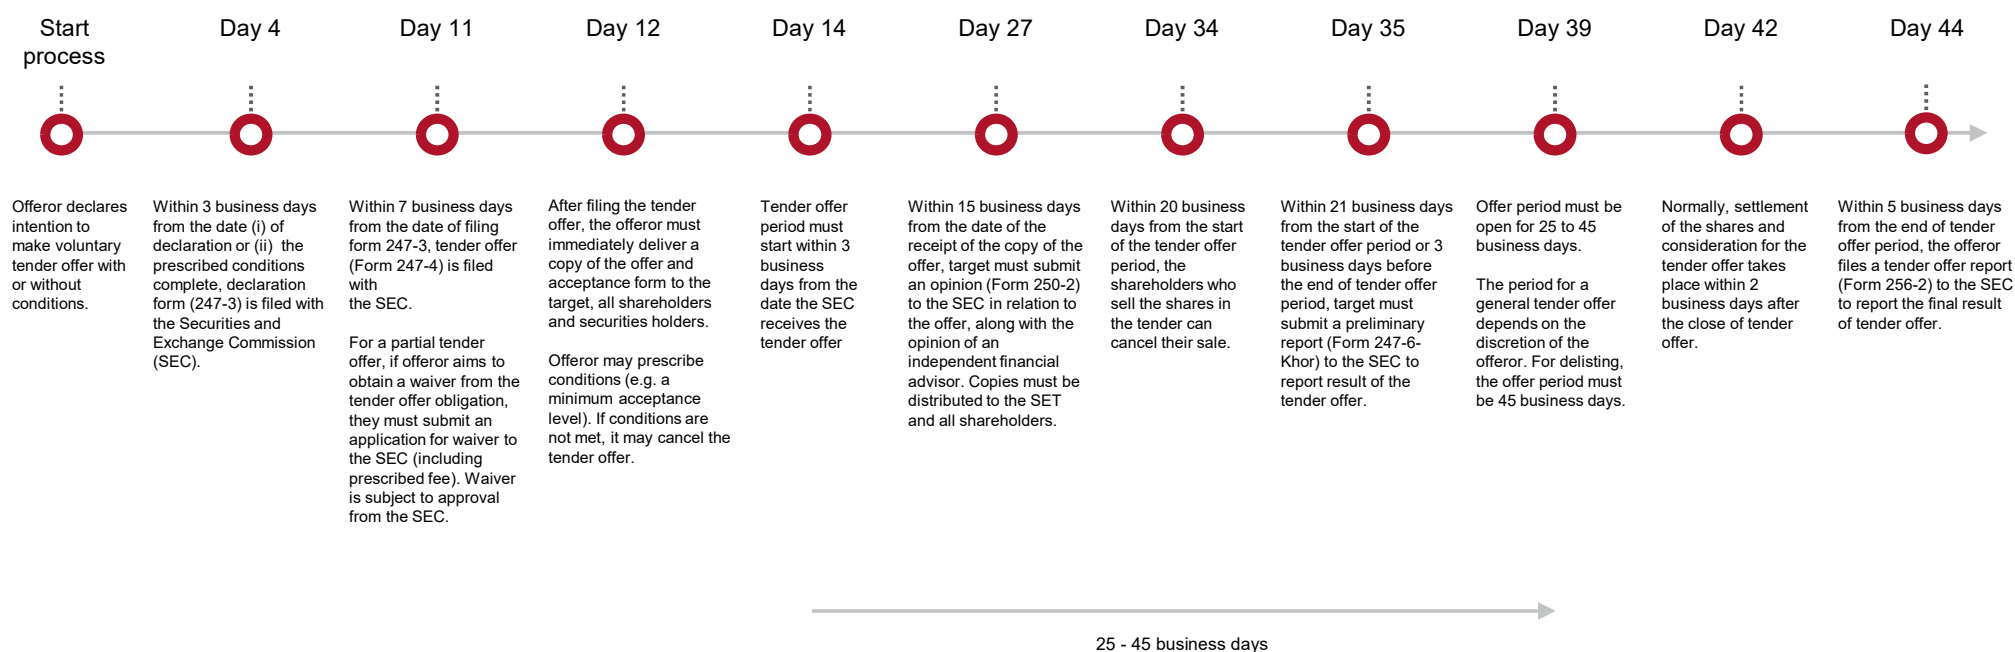 Start
process
Day 4
Day 11
Day 12
Day 14
Day 27
Day 34
Day 35
Day 39
Day 42
Day 44
Offeror declares
intention to
make voluntary
tender offer with
or without
conditions.
Within 3 business days
from the date (i) of
declaration or (ii) the
prescribed conditions
complete, declaration
form (247-3) is filed with
the Securities and
Exchange Commission
(SEC).
Within 7 business days
from the date of filing
form 247-3, tender offer
(Form 247-4) is filed
with
the SEC.
For a partial tender
offer, if offeror aims to
obtain a waiver from the
tender offer obligation,
they must submit an
application for waiver to
the SEC (including
prescribed fee). Waiver
is subject to approval
from the SEC.
After filing the tender
offer, the offeror must
immediately deliver a
copy of the offer and
acceptance form to the
target, all shareholders
and securities holders.
Offeror may prescribe
conditions (e.g. a
minimum acceptance
level). If conditions are
not met, it may cancel the
tender offer.
Tender offer
period must
start within 3
business
days from the
date the SEC
receives the
tender offer
Within 15 business days
from the date of the
receipt of the copy of the
offer, target must submit
an opinion (Form 250-2)
to the SEC in relation to
the offer, along with the
opinion of an
independent financial
advisor. Copies must be
distributed to the SET
and all shareholders.
Within 20 business
days from the start
of the tender offer
period, the
shareholders who
sell the shares in
the tender can
cancel their sale.
Within 21 business days
from the start of the
tender offer period or 3
business days before
the end of tender offer
period, target must
submit a preliminary
report (Form 247-6-
Khor) to the SEC to
report result of the
tender offer.
Offer period must be
open for 25 to 45
business days.
The period for a
general tender offer
depends on the
discretion of the
offeror. For delisting,
the offer period must
be 45 business days.
Normally, settlement
of the shares and
consideration for the
tender offer takes
place within 2
business days after
the close of tender
offer.
Within 5 business days
from the end of tender
offer period, the offeror
files a tender offer report
(Form 256-2) to the SEC
to report the final result
of tender offer.
25 - 45 business days